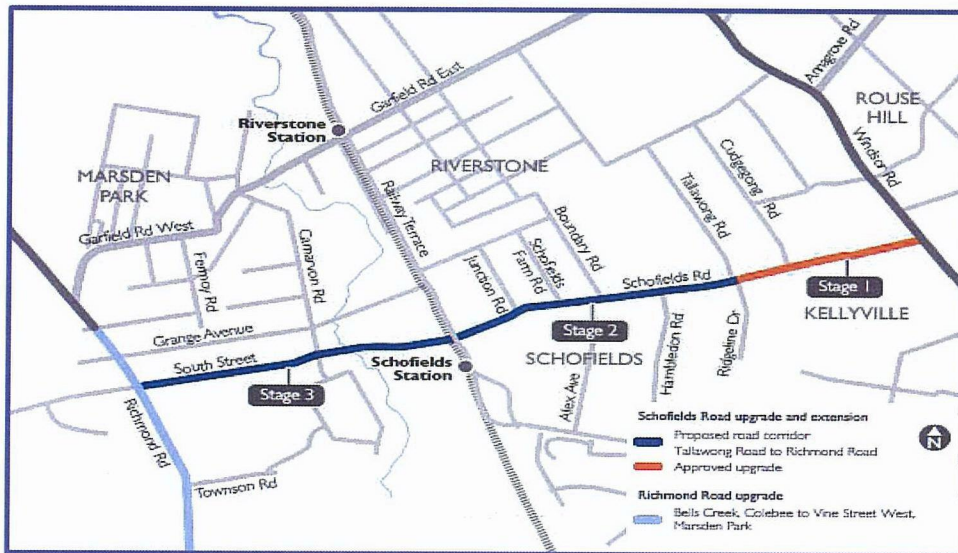 Annagrove Rd
ROUSE
HILL
Garfield Rd East
Riverstone
Station
RIVERSTONE
MARSDEN
PARK
Cudgegong Rd
Tallawong Rd
Windsor Rd
Railway Terrace
Boundary Rd
Garfield Rd West
Fermoy Rd
Carnarvon Rd
Junction Rd
Schofields
Farm Rd
Schofields Rd
Stage 1
KELLYVILLE
Stage 2
SCHOFIELDS
Grange Avenue
South Street
Schofields
Station
Stage 3
Hambledon Rd
Ridgeline Dr
Alex Ave
Richmond Rd
Townson Rd
Schofields Road upgrade and extension
Proposed road corridor
Tallawong Road to Richmond Road
Approved upgrade
N
Richmond Road upgrade
Bells Creek, Colebee to Vine Street West,
Marsden Park